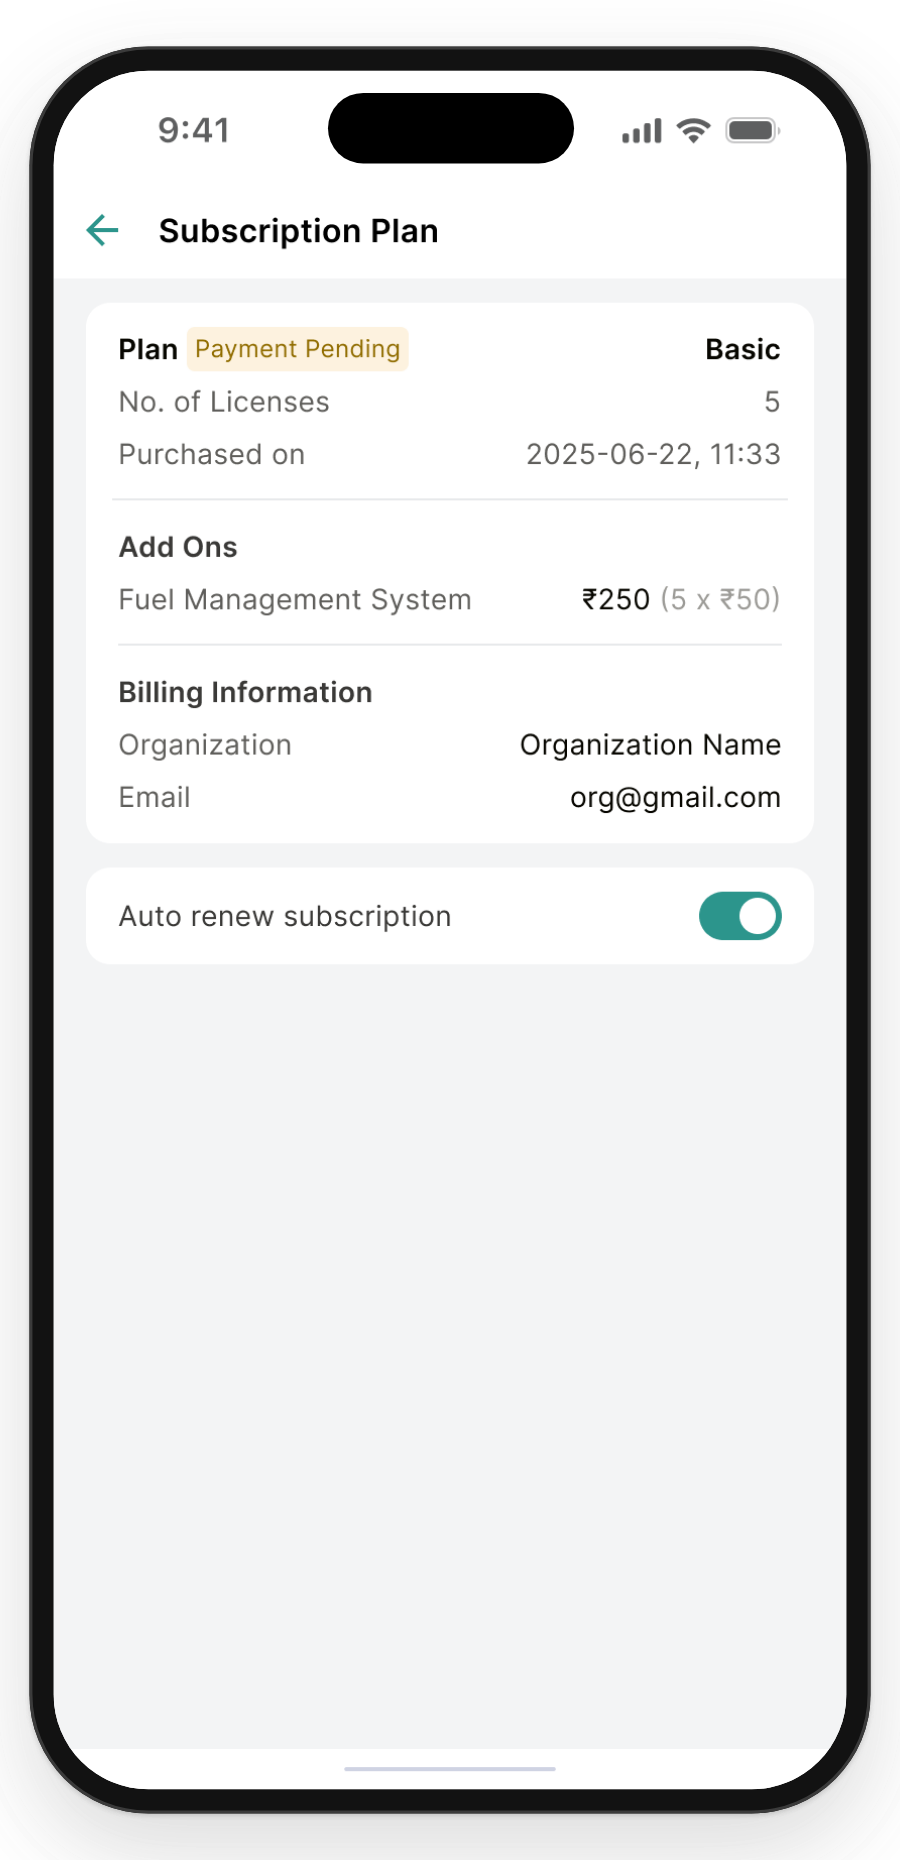 9:41
Subscription Plan
Plan Payment Pending Basic
No. of Licenses 5
Purchased on 2025-06-22, 11:33
Add Ons
Fuel Management System ₹250 (5 x ₹50)
Billing Information
Organization Organization Name
Email org@gmail.com
Auto renew subscription